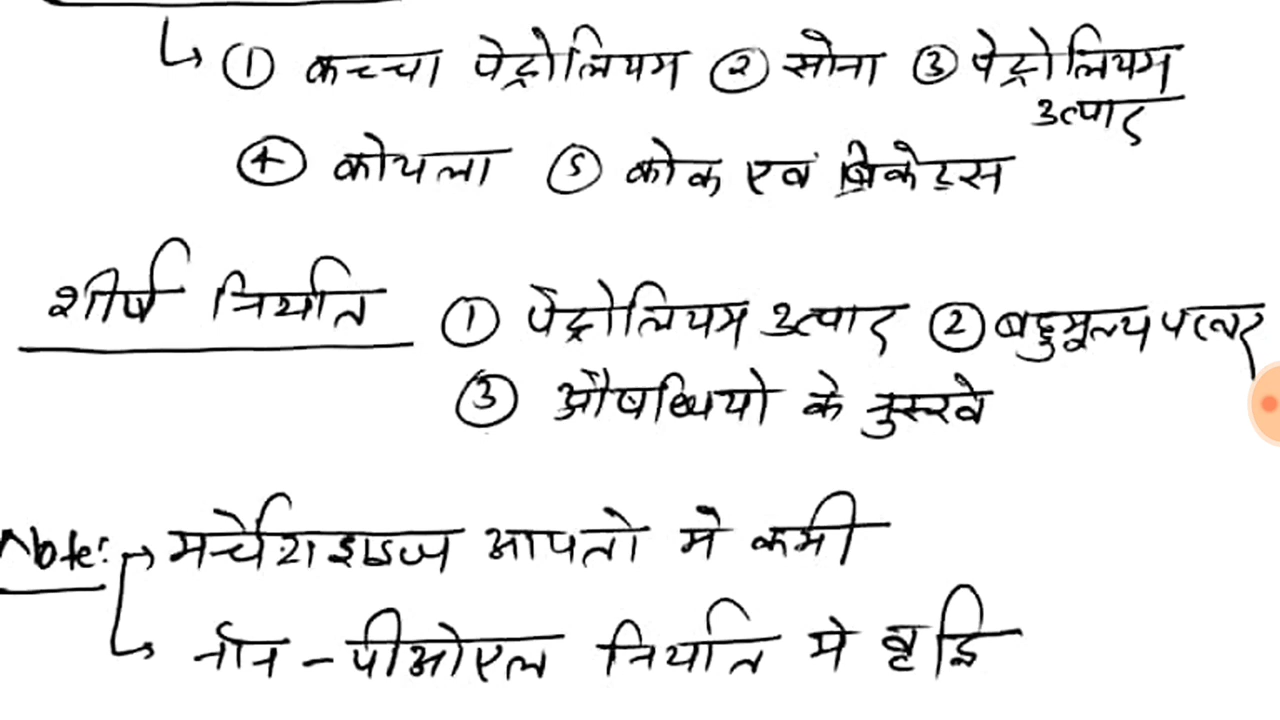 ① कच्चा पेट्रोलियम ② सोना ③ पेट्रोलियम
उत्पाद
④ कोयला ⑤ कोक एवं ब्रिकेट्स
शीर्ष निर्यात ① पेट्रोलियम उत्पाद ② बहुमूल्य पत्थर
③ औषधियो के नुस्खे
Note: मर्चेंडाइज आयतो मे कमी
नॉन - पीओएल निर्यात मे वृद्धि